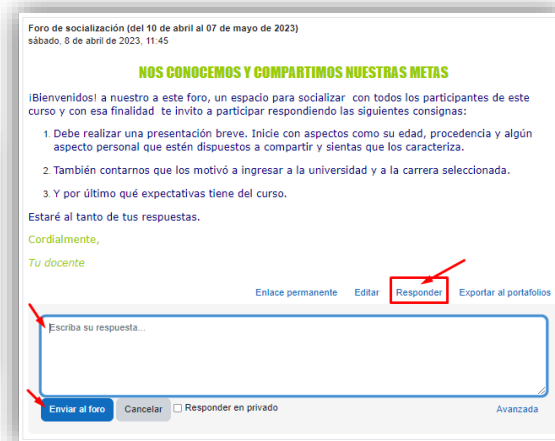 Foro de socialización (del 10 de abril al 07 de mayo de 2023)
sábado, 8 de abril de 2023, 11:45
NOS CONOCEMOS Y COMPARTIMOS NUESTRAS METAS
¡Bienvenidos! a nuestro a este foro, un espacio para socializar con todos los participantes de este
curso y con esa finalidad te invito a participar respondiendo las siguientes consignas:
1. Debe realizar una presentación breve. Inicie con aspectos como su edad, procedencia y algún
aspecto personal que estén dispuestos a compartir y sientas que los caracteriza.
2. También contarnos que los motivó a ingresar a la universidad y a la carrera seleccionada.
3. Y por último qué expectativas tiene del curso.
Estaré al tanto de tus respuestas.
Cordialmente,
Tu docente
Enlace permanente Editar Responder Exportar al portafolios
Escriba su respuesta...
Enviar al foro Cancelar Responder en privado Avanzada